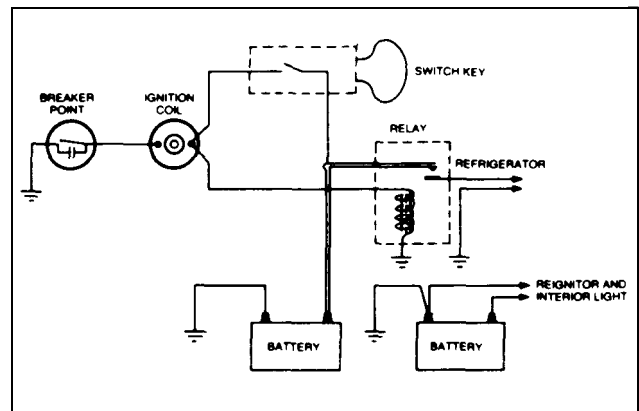 SWITCH KEY
BREAKER
POINT
IGNITION
COIL
RELAY
REFRIGERATOR
REIGNITOR AND
INTERIOR LIGHT
BATTERY
BATTERY